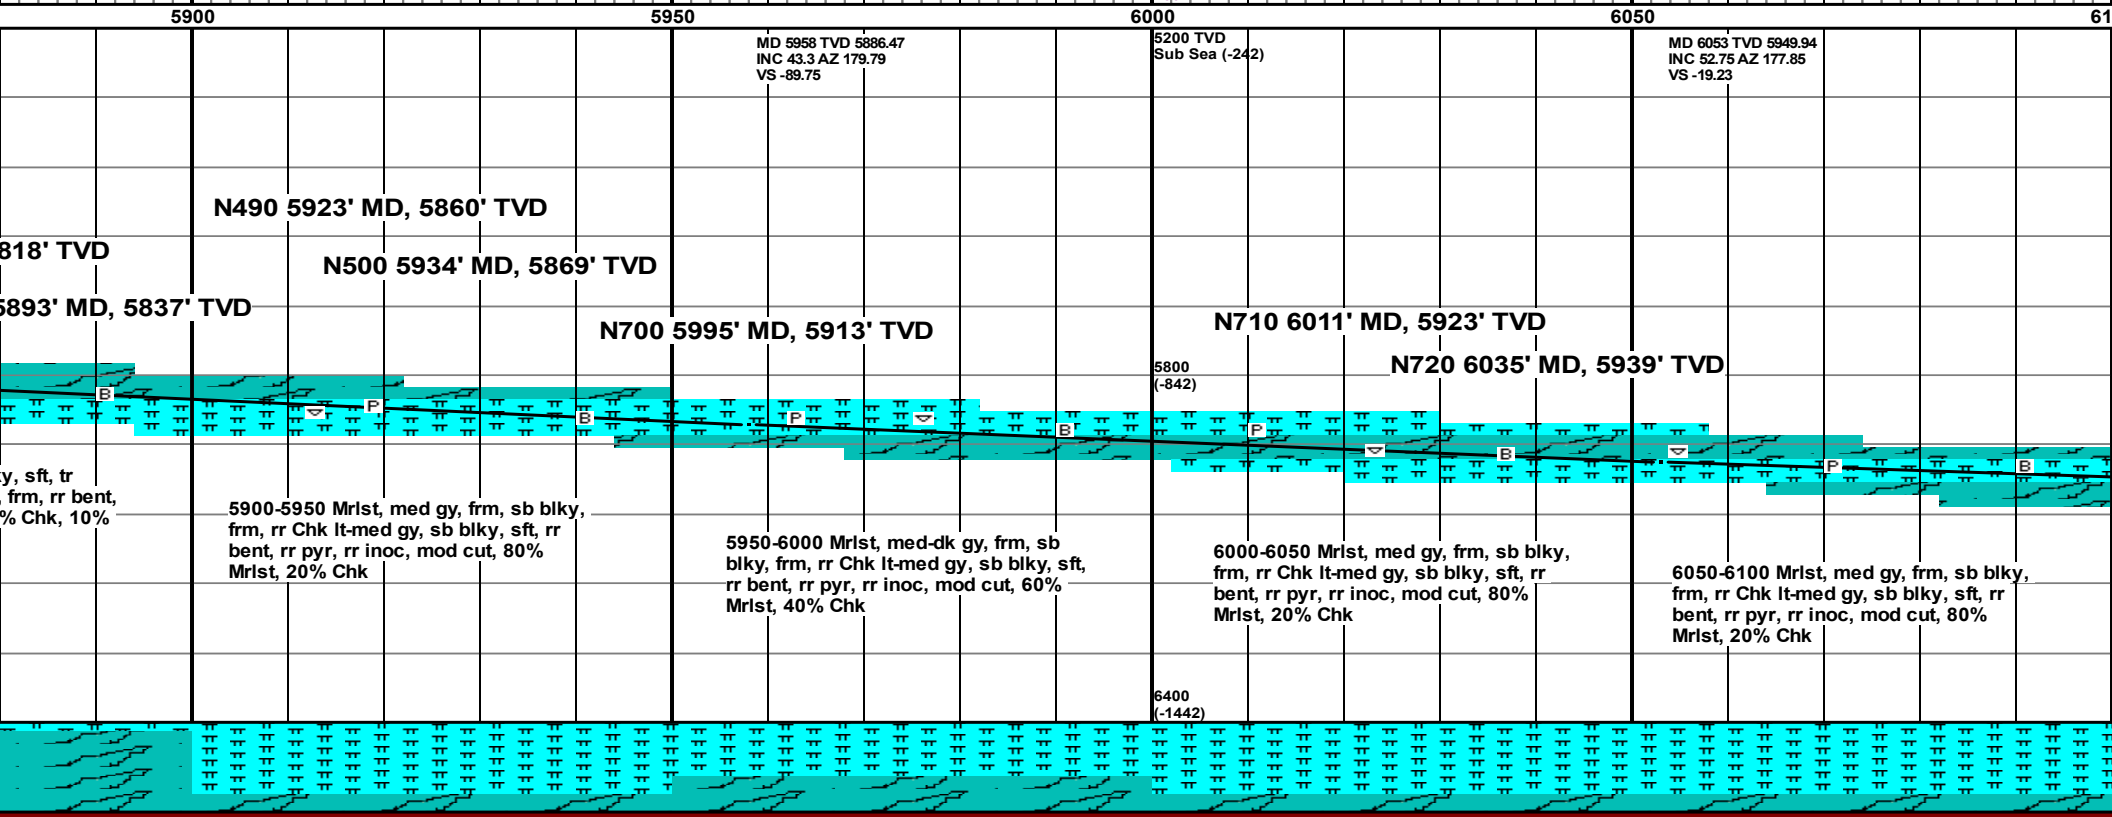 5900 5950 6000 6050 61
MD 5958 TVD 5886.47
INC 43.3 AZ 179.79
VS -89.75
5200 TVD
Sub Sea (-242)
MD 6053 TVD 5949.94
INC 52.75 AZ 177.85
VS -19.23
N490 5923' MD, 5860' TVD
818' TVD
N500 5934' MD, 5869' TVD
5893' MD, 5837' TVD
N700 5995' MD, 5913' TVD
N710 6011' MD, 5923' TVD
N720 6035' MD, 5939' TVD
5800
(-842)
B
P
B
P
B
P
B
P
B
ky, sft, tr
, frm, rr bent,
% Chk, 10%
5900-5950 Mrlst, med gy, frm, sb blky,
frm, rr Chk lt-med gy, sb blky, sft, rr
bent, rr pyr, rr inoc, mod cut, 80%
Mrlst, 20% Chk
5950-6000 Mrlst, med-dk gy, frm, sb
blky, frm, rr Chk lt-med gy, sb blky, sft,
rr bent, rr pyr, rr inoc, mod cut, 60%
Mrlst, 40% Chk
6000-6050 Mrlst, med gy, frm, sb blky,
frm, rr Chk lt-med gy, sb blky, sft, rr
bent, rr pyr, rr inoc, mod cut, 80%
Mrlst, 20% Chk
6050-6100 Mrlst, med gy, frm, sb blky,
frm, rr Chk lt-med gy, sb blky, sft, rr
bent, rr pyr, rr inoc, mod cut, 80%
Mrlst, 20% Chk
6400
(-1442)